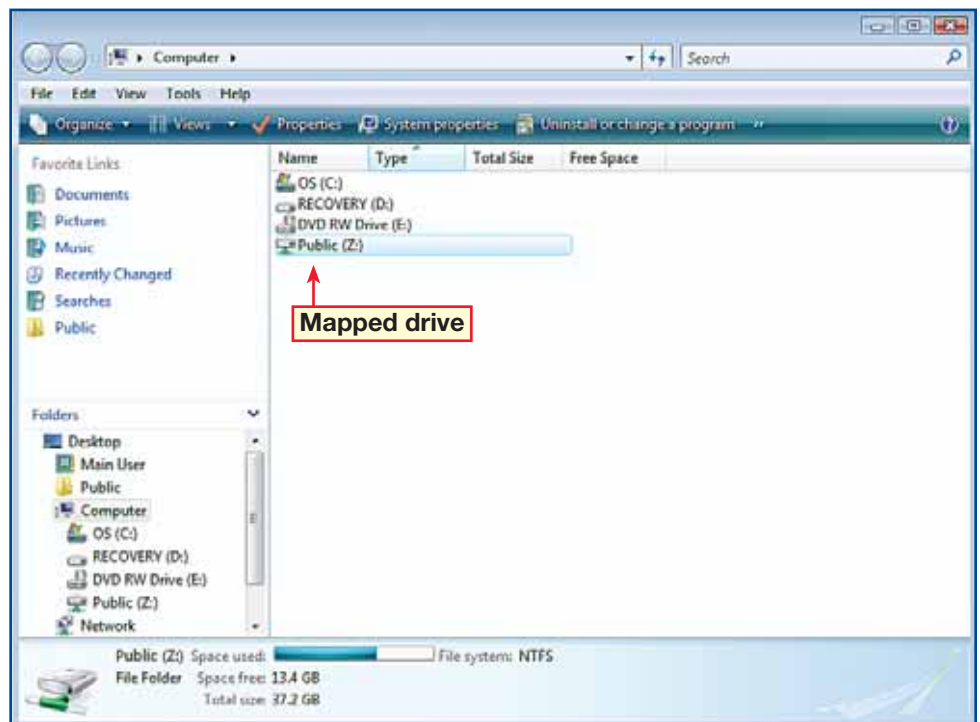 Computer
Search
File Edit View Tools Help
Organize Views Properties System properties Uninstall or change a program »
Favorite Links
Documents
Pictures
Music
Recently Changed
Searches
Public
Folders
Desktop
Main User
Public
Computer
OS (C:)
RECOVERY (D:)
DVD RW Drive (E:)
Public (Z:)
Network
Name Type Total Size Free Space
OS (C:)
RECOVERY (D:)
DVD RW Drive (E:)
Public (Z:)
Mapped drive
Public (Z:) Space used: File system: NTFS
File Folder Space free: 13.4 GB
Total size: 37.2 GB